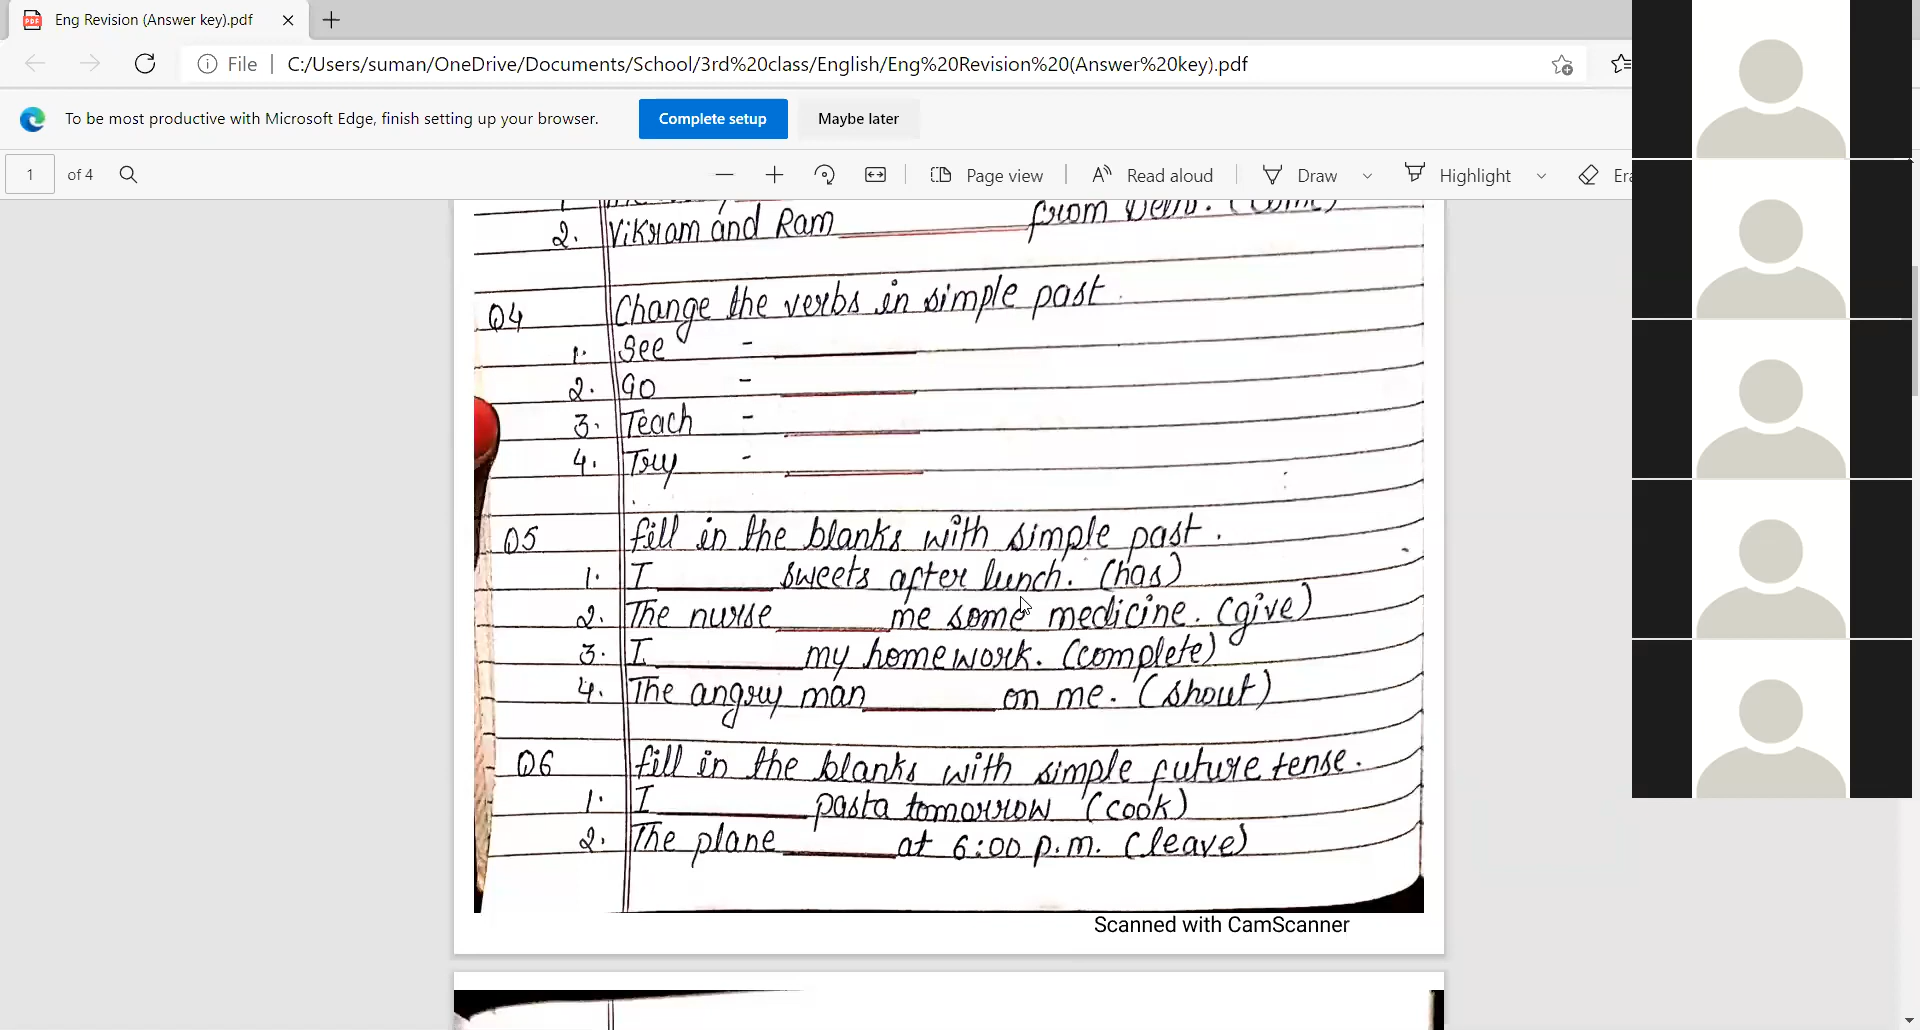 Eng Revision (Answer key).pdf
File | C:/Users/suman/OneDrive/Documents/School/3rd%20class/English/Eng%20Revision%20(Answer%20key).pdf
To be most productive with Microsoft Edge, finish setting up your browser. Complete setup Maybe later
1 of 4 Page view Read aloud Draw Highlight Era
from Delhi. (come)
2. Vikram and Ram
Q4 Change the verbs in simple past.
1. See -
2. Go -
3. Teach -
4. Try -
Q5 fill in the blanks with simple past.
1. I ______ sweets after lunch. (has)
2. The nurse ______ me some medicine. (give)
3. I ______ my homework. (complete)
4. The angry man ______ on me. (shout)
Q6 fill in the blanks with simple future tense.
1. I ______ pasta tomorrow (cook)
2. The plane ______ at 6:00 p.m. (leave)
Scanned with CamScanner